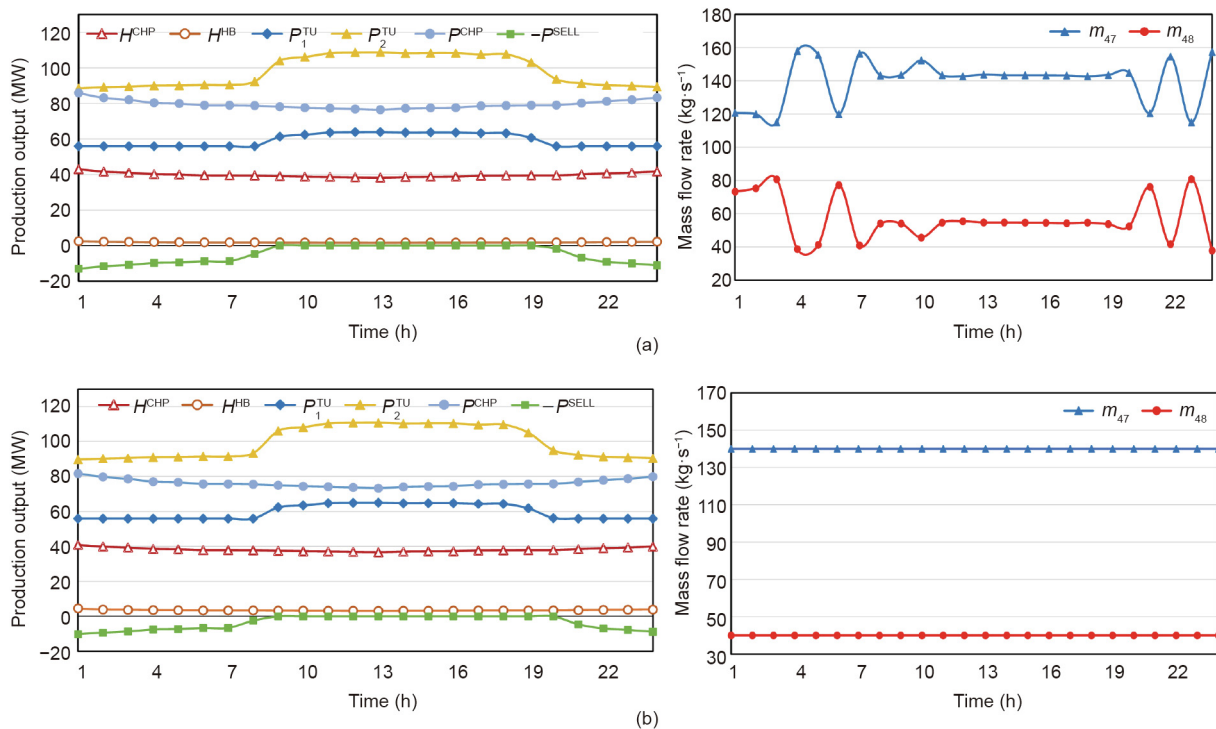 H^CHP H^HB P_1^TU P_2^TU P^CHP −P^SELL
Production output (MW)
120
100
80
60
40
20
0
−20
1 4 7 10 13 16 19 22
Time (h)
m_47 m_48
Mass flow rate (kg·s⁻¹)
180
160
140
120
100
80
60
40
20
1 4 7 10 13 16 19 22
Time (h)
(a)
H^CHP H^HB P_1^TU P_2^TU P^CHP −P^SELL
Production output (MW)
120
100
80
60
40
20
0
−20
1 4 7 10 13 16 19 22
Time (h)
m_47 m_48
Mass flow rate (kg·s⁻¹)
170
150
130
110
90
70
50
30
1 4 7 10 13 16 19 22
Time (h)
(b)